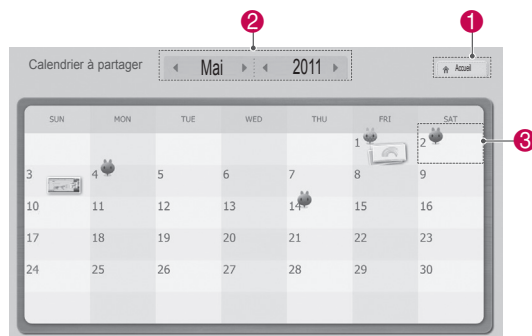 2 1
Calendrier à partager Mai 2011 Accueil
SUN MON TUE WED THU FRI SAT
1 2 3
3 4 5 6 7 8 9
10 11 12 13 14 15 16
17 18 19 20 21 22 23
24 25 26 27 28 29 30